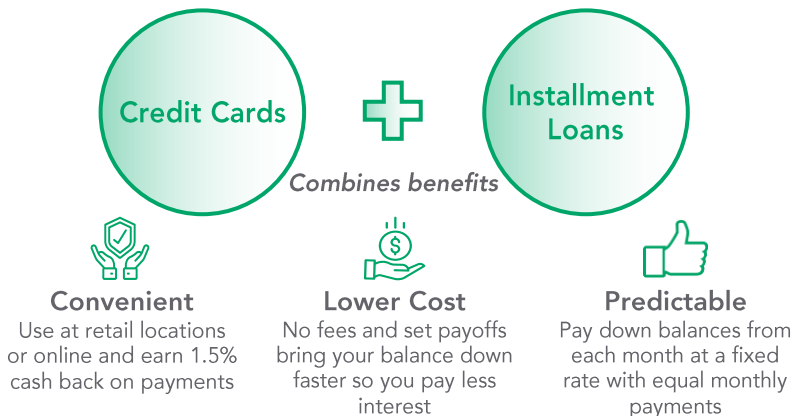 Credit Cards
Installment
Loans
Combines benefits
Convenient
Use at retail locations
or online and earn 1.5%
cash back on payments
Lower Cost
No fees and set payoffs
bring your balance down
faster so you pay less
interest
Predictable
Pay down balances from
each month at a fixed
rate with equal monthly
payments